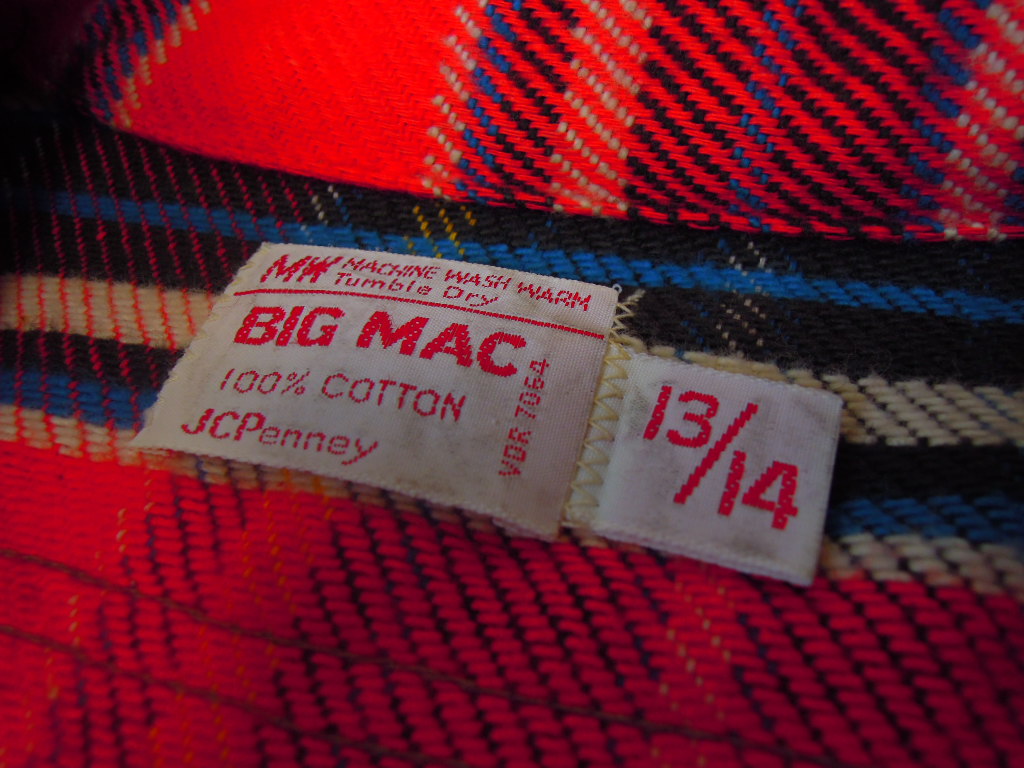 MW MACHINE WASH WARM
Tumble Dry
BIG MAC
100% COTTON
JCPenney
VDR 7064
13/14